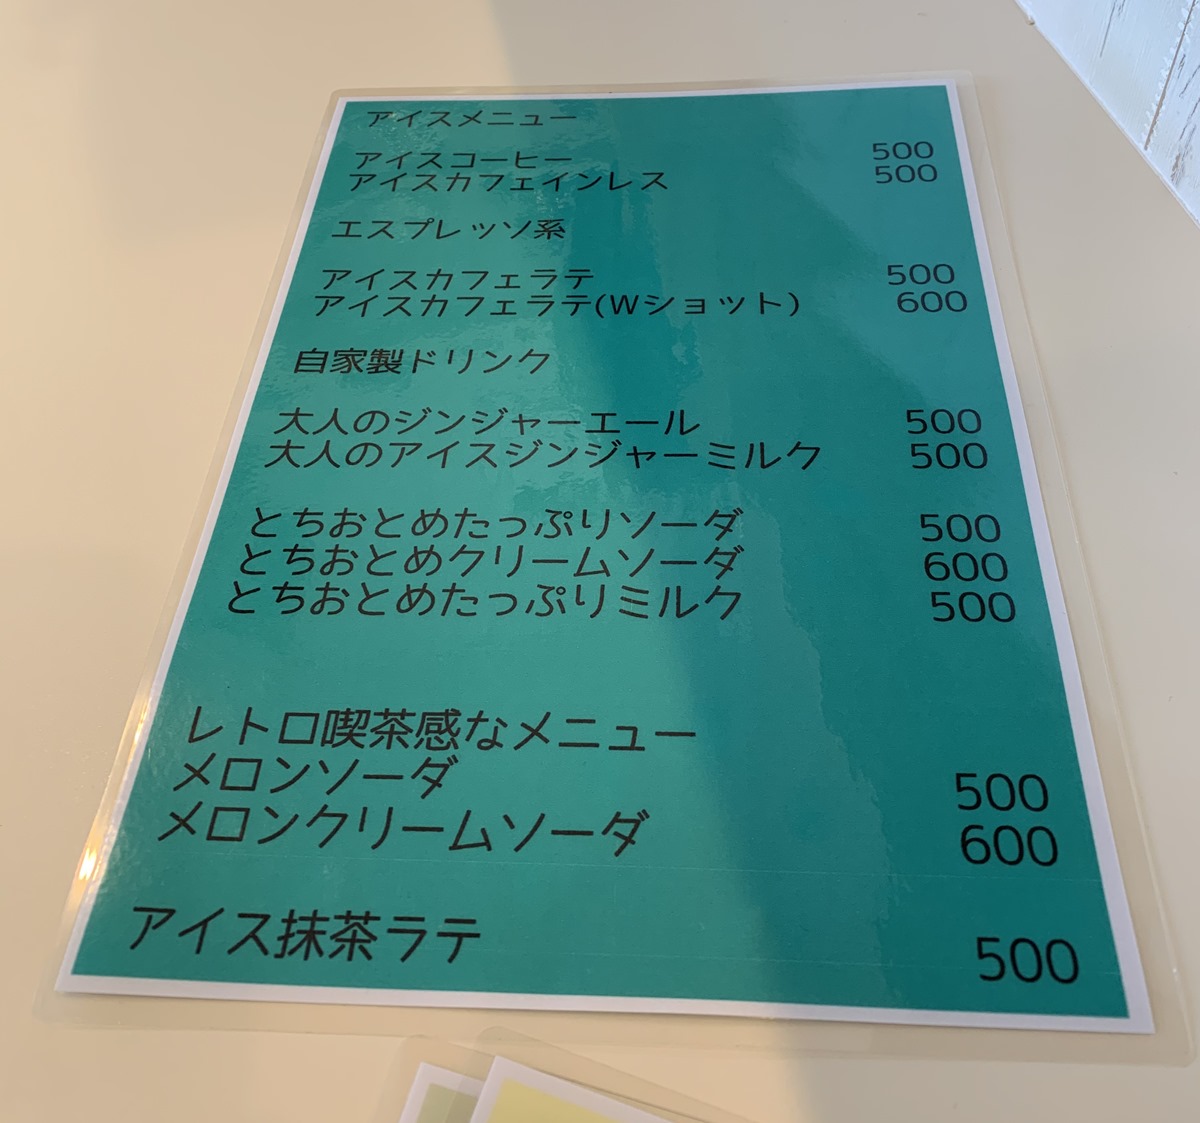 アイスメニュー
アイスコーヒー 500
アイスカフェインレス 500
エスプレッソ系
アイスカフェラテ 500
アイスカフェラテ(Wショット) 600
自家製ドリンク
大人のジンジャーエール 500
大人のアイスジンジャーミルク 500
とちおとめたっぷりソーダ 500
とちおとめクリームソーダ 600
とちおとめたっぷりミルク 500
レトロ喫茶感なメニュー
メロンソーダ 500
メロンクリームソーダ 600
アイス抹茶ラテ 500